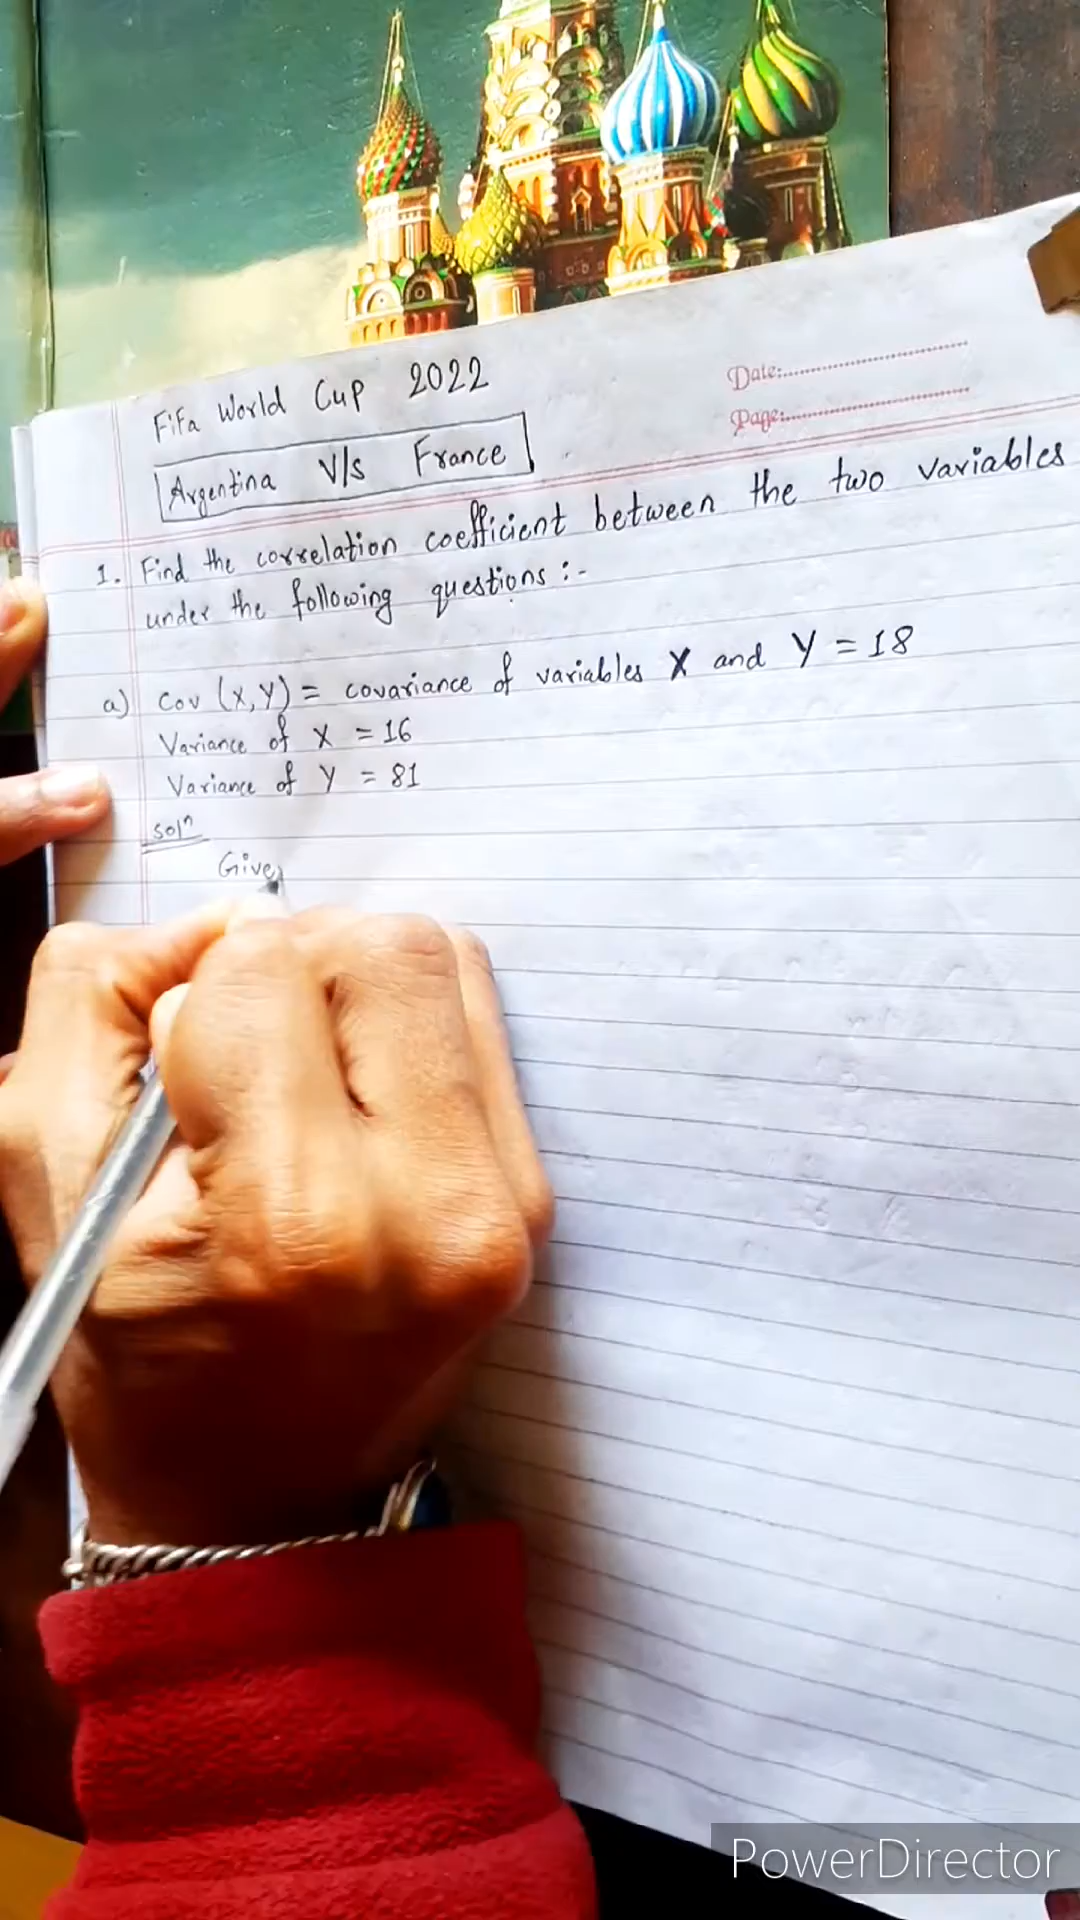 Fifa World Cup 2022
Date:
Page:
Argentina V/s France
1. Find the correlation coefficient between the two variables
under the following questions :-
a) Cov (X,Y) = covariance of variables X and Y = 18
Variance of X = 16
Variance of Y = 81
Solⁿ
Give
PowerDirector